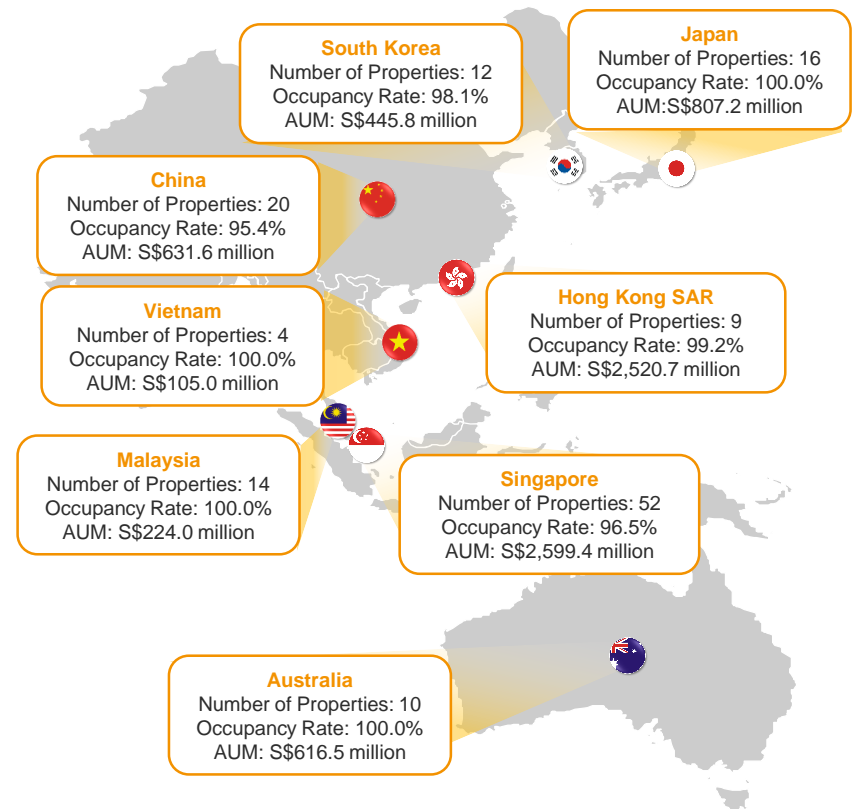 South Korea
Number of Properties: 12
Occupancy Rate: 98.1%
AUM: S$445.8 million
Japan
Number of Properties: 16
Occupancy Rate: 100.0%
AUM:S$807.2 million
China
Number of Properties: 20
Occupancy Rate: 95.4%
AUM: S$631.6 million
Vietnam
Number of Properties: 4
Occupancy Rate: 100.0%
AUM: S$105.0 million
Hong Kong SAR
Number of Properties: 9
Occupancy Rate: 99.2%
AUM: S$2,520.7 million
Malaysia
Number of Properties: 14
Occupancy Rate: 100.0%
AUM: S$224.0 million
Singapore
Number of Properties: 52
Occupancy Rate: 96.5%
AUM: S$2,599.4 million
Australia
Number of Properties: 10
Occupancy Rate: 100.0%
AUM: S$616.5 million